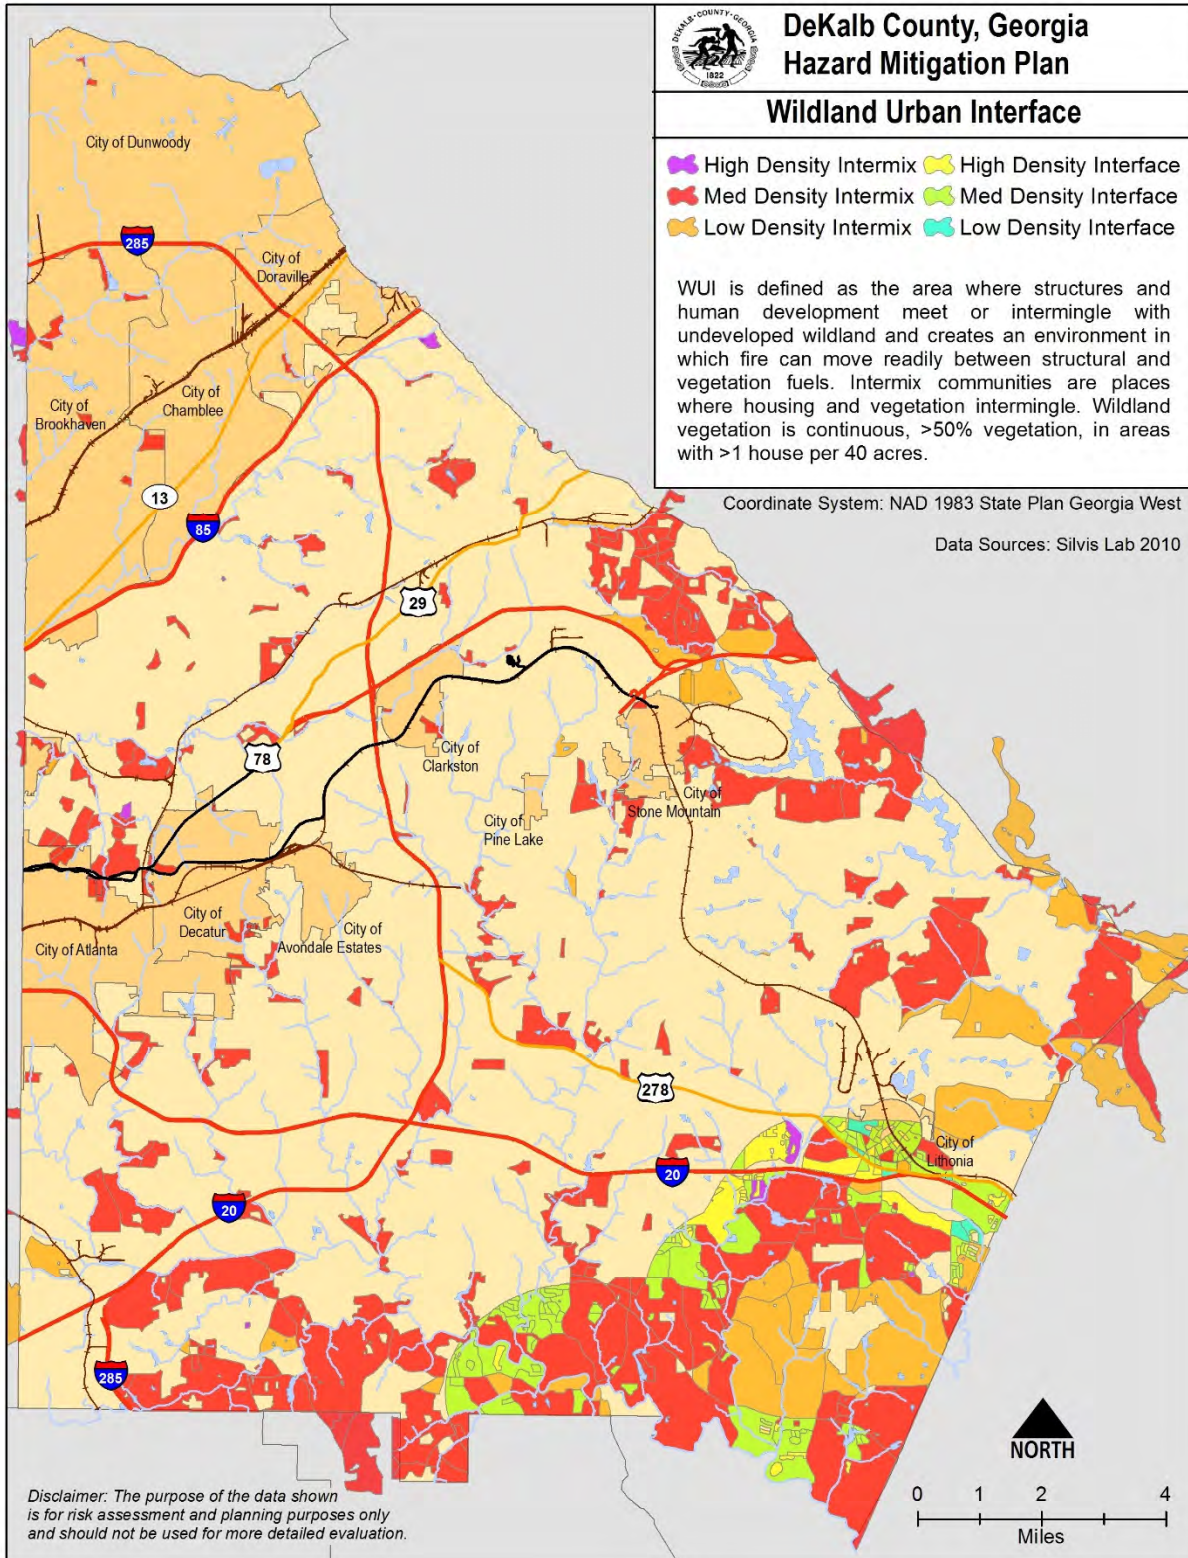 DEKALB·COUNTY·GEORGIA
1822
DeKalb County, Georgia
Hazard Mitigation Plan
Wildland Urban Interface
High Density Intermix
High Density Interface
Med Density Intermix
Med Density Interface
Low Density Intermix
Low Density Interface
WUI is defined as the area where structures and
human development meet or intermingle with
undeveloped wildland and creates an environment in
which fire can move readily between structural and
vegetation fuels. Intermix communities are places
where housing and vegetation intermingle. Wildland
vegetation is continuous, >50% vegetation, in areas
with >1 house per 40 acres.
Coordinate System: NAD 1983 State Plan Georgia West
Data Sources: Silvis Lab 2010
City of Dunwoody
285
City of
Doraville
City of
Brookhaven
City of
Chamblee
13
85
29
78
City of
Clarkston
City of
Pine Lake
City of
Stone Mountain
City of
Decatur
City of
Avondale Estates
City of Atlanta
278
City of
Lithonia
20
20
285
NORTH
0 1 2 4
Miles
Disclaimer: The purpose of the data shown
is for risk assessment and planning purposes only
and should not be used for more detailed evaluation.